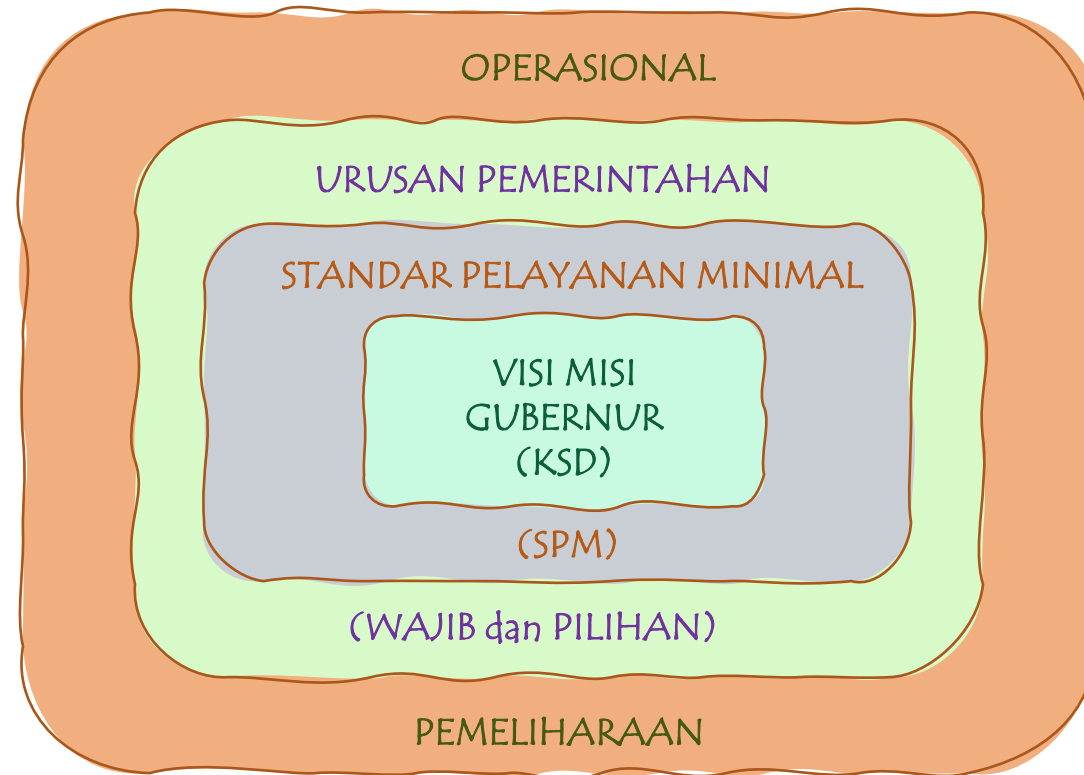 OPERASIONAL
URUSAN PEMERINTAHAN
STANDAR PELAYANAN MINIMAL
VISI MISI
GUBERNUR
(KSD)
(SPM)
(WAJIB dan PILIHAN)
PEMELIHARAAN